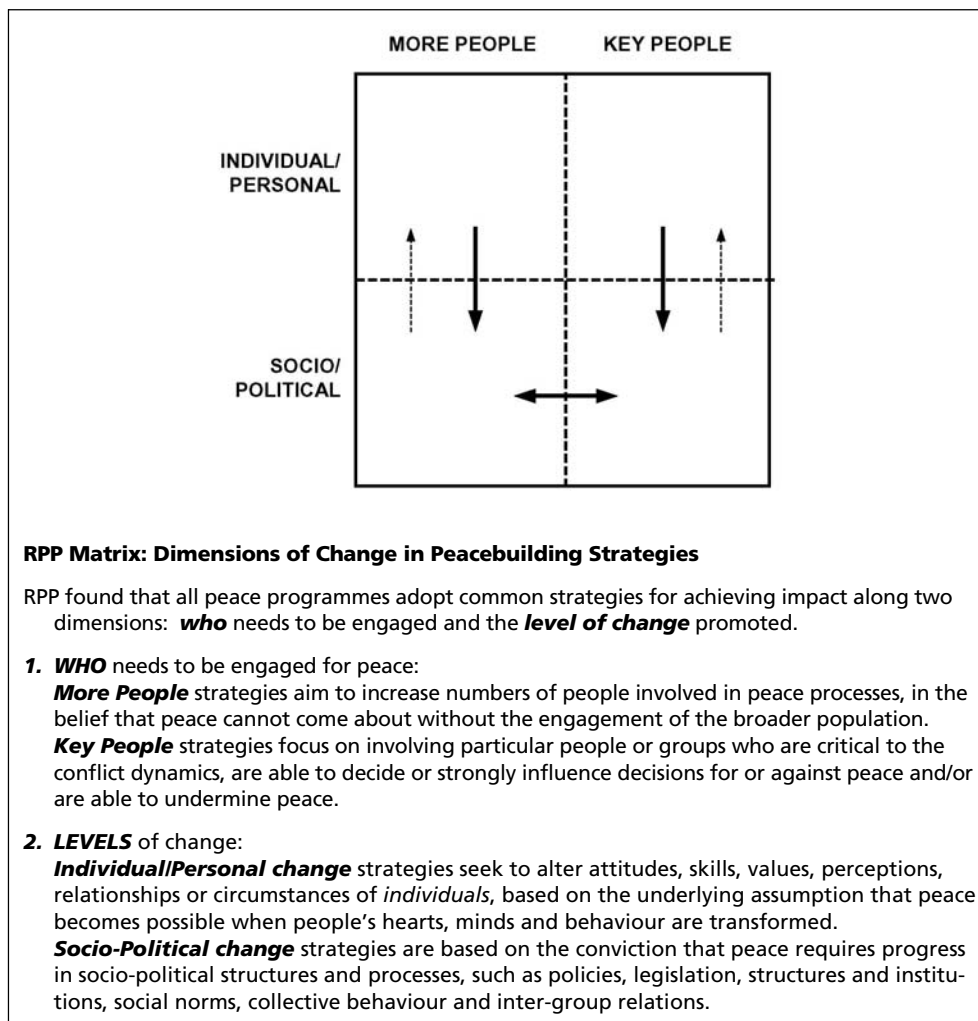 MORE PEOPLE KEY PEOPLE
INDIVIDUAL/
PERSONAL
SOCIO/
POLITICAL
RPP Matrix: Dimensions of Change in Peacebuilding Strategies
RPP found that all peace programmes adopt common strategies for achieving impact along two
dimensions: who needs to be engaged and the level of change promoted.
1. WHO needs to be engaged for peace:
More People strategies aim to increase numbers of people involved in peace processes, in the
belief that peace cannot come about without the engagement of the broader population.
Key People strategies focus on involving particular people or groups who are critical to the
conflict dynamics, are able to decide or strongly influence decisions for or against peace and/or
are able to undermine peace.
2. LEVELS of change:
Individual/Personal change strategies seek to alter attitudes, skills, values, perceptions,
relationships or circumstances of individuals, based on the underlying assumption that peace
becomes possible when people's hearts, minds and behaviour are transformed.
Socio-Political change strategies are based on the conviction that peace requires progress
in socio-political structures and processes, such as policies, legislation, structures and institu-
tions, social norms, collective behaviour and inter-group relations.